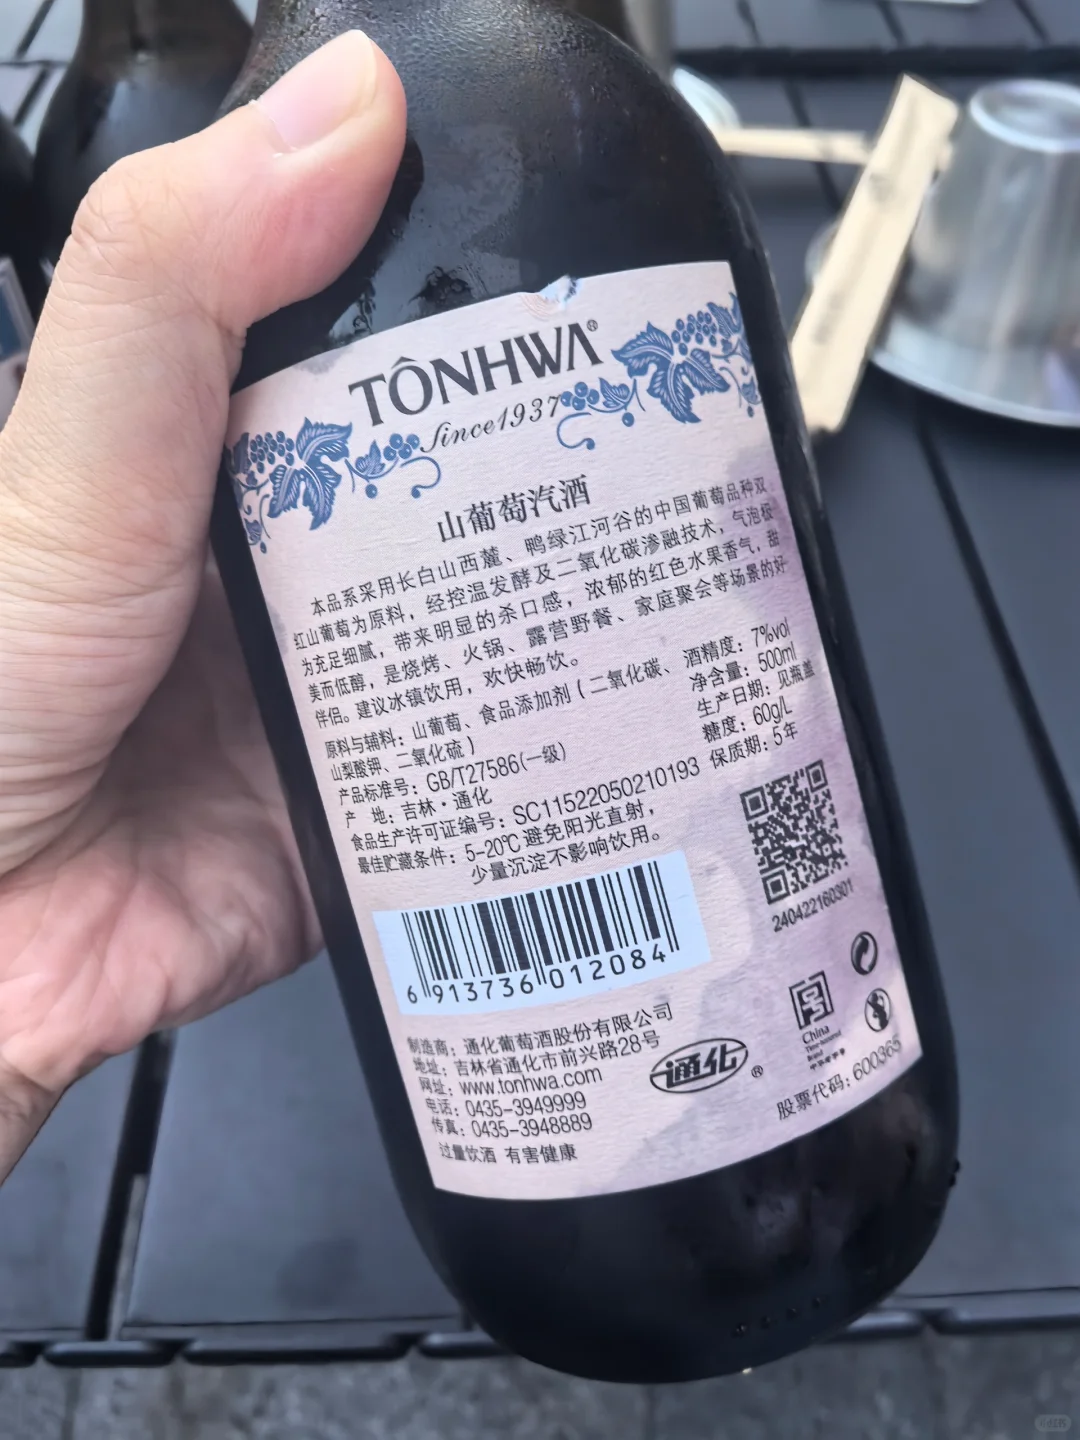 TÔNHWA®
Since1937
山葡萄汽酒
本品系采用长白山西麓、鸭绿江河谷的中国葡萄品种双
红山葡萄为原料，经控温发酵及二氧化碳渗融技术，气泡极
为充足细腻，带来明显的杀口感，浓郁的红色水果香气，甜
美而低醇，是烧烤、火锅、露营野餐、家庭聚会等场景的好
伴侣。建议冰镇饮用，欢快畅饮。
原料与辅料：山葡萄、食品添加剂（二氧化碳、
山梨酸钾、二氧化硫）
产品标准号：GB/T27586(一级)
产 地：吉林·通化
食品生产许可证编号：SC11522050210193
最佳贮藏条件：5-20℃避免阳光直射，
少量沉淀不影响饮用。
酒精度：7%vol
净含量：500ml
生产日期：见瓶盖
糖度：60g/L
保质期：5年
240422160301
6 913736 012084
制造商：通化葡萄酒股份有限公司
地址：吉林省通化市前兴路28号
网址：www.tonhwa.com
电话：0435-3949999
传真：0435-3948889
过量饮酒 有害健康
通化®
China
股票代码：600365